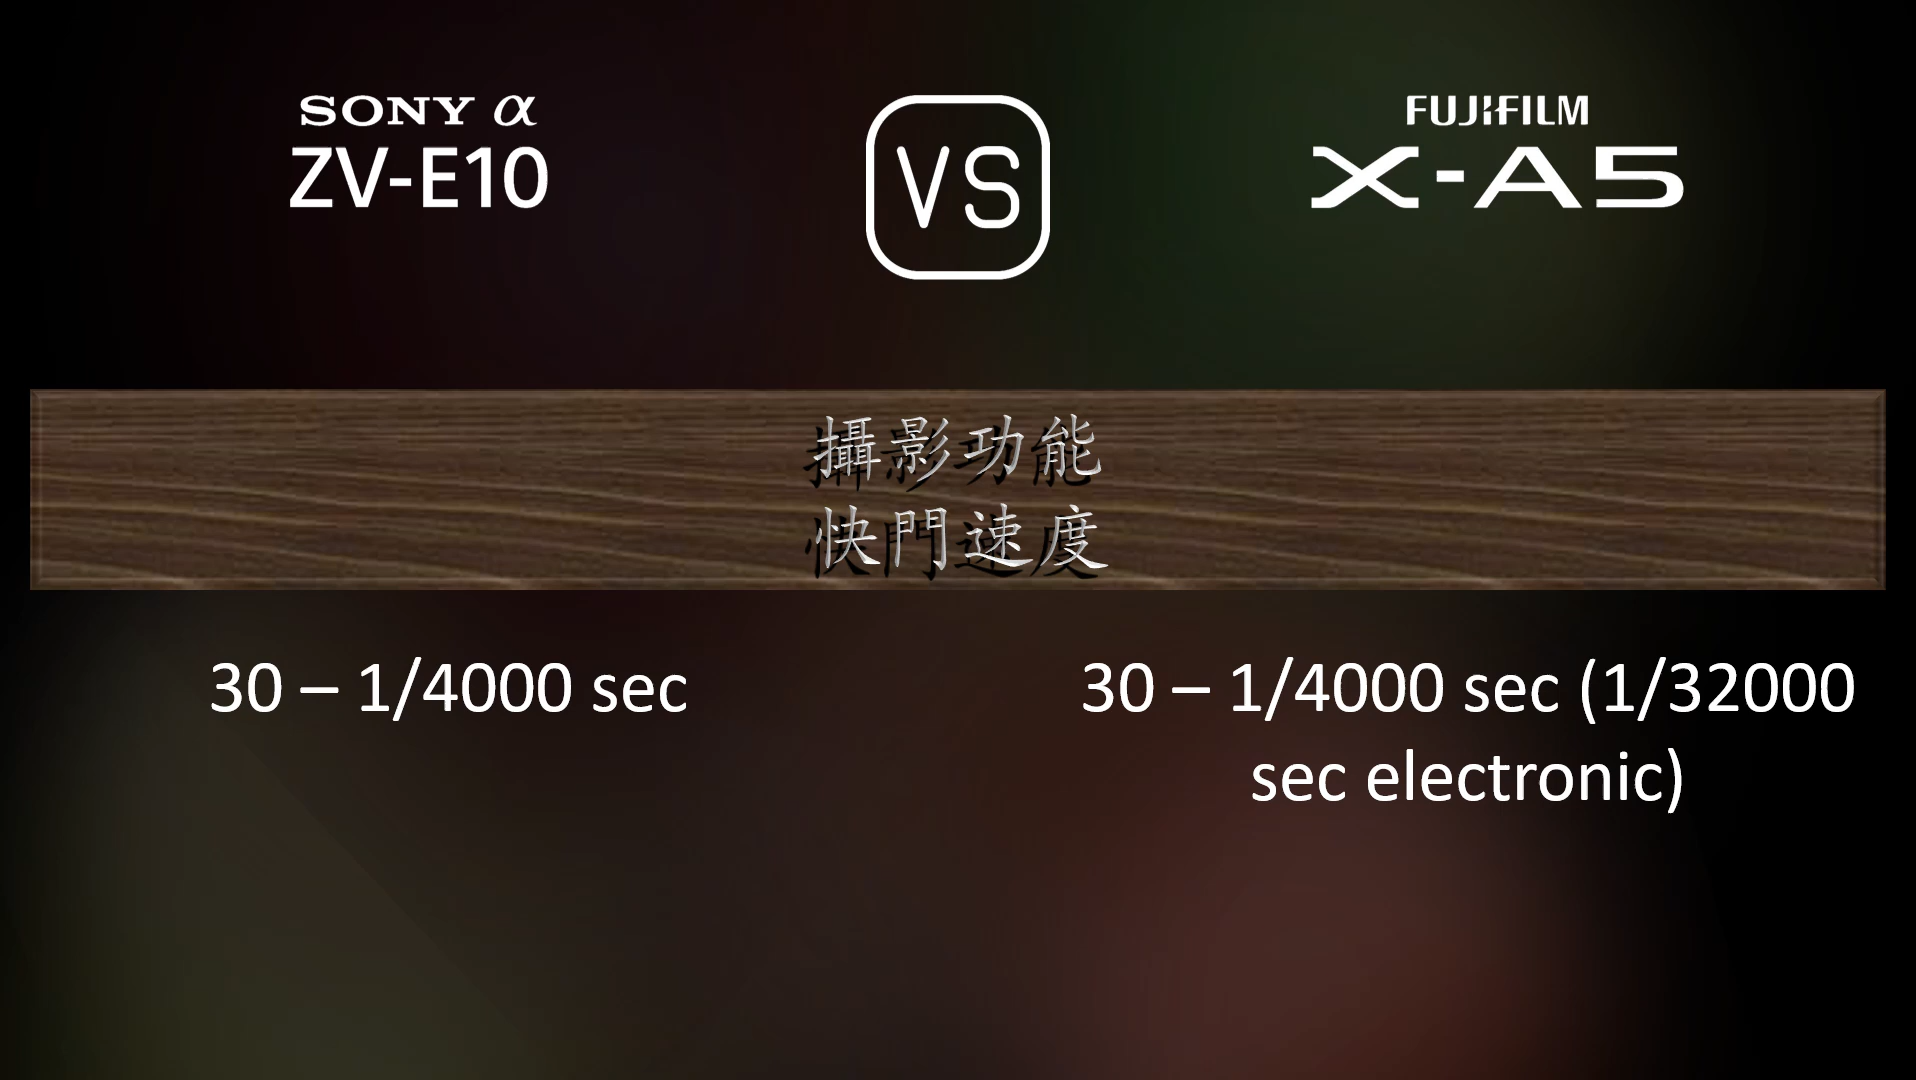 SONY α
ZV-E10
VS
FUJIFILM
X-A5
攝影功能
快門速度
30 – 1/4000 sec
30 – 1/4000 sec (1/32000
sec electronic)